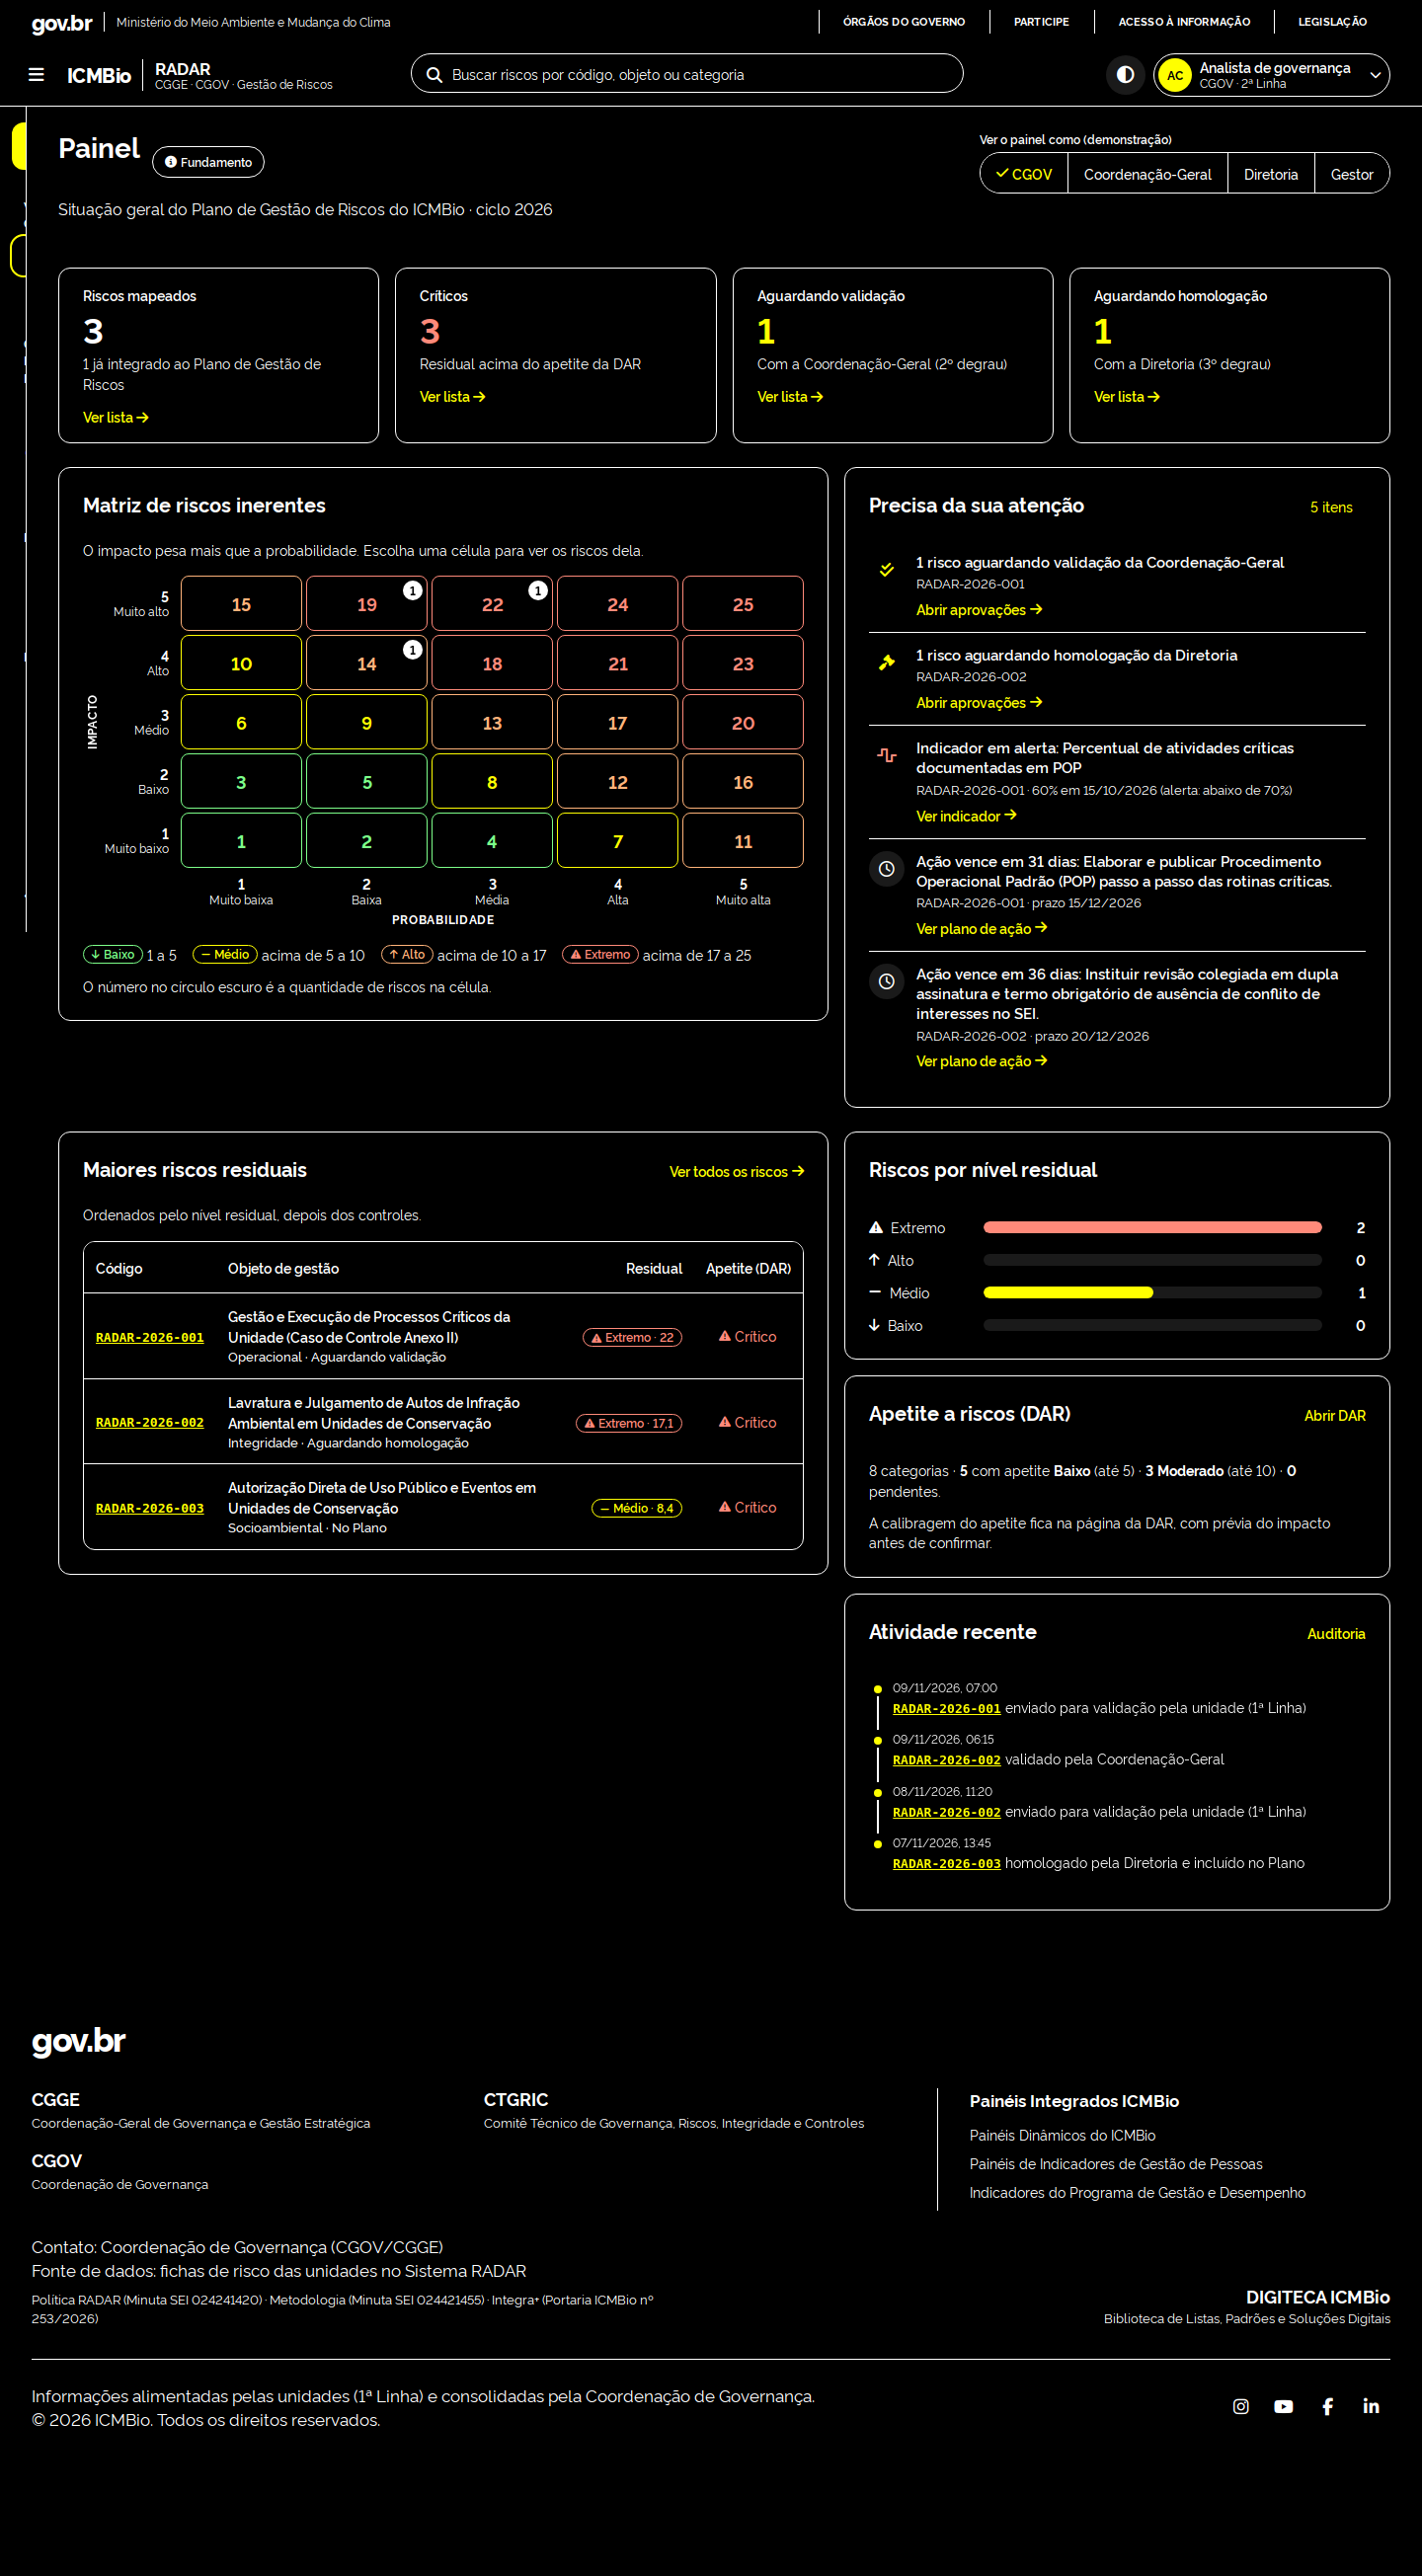 gov.br
Ministério do Meio Ambiente e Mudança do Clima
ÓRGÃOS DO GOVERNO
PARTICIPE
ACESSO À INFORMAÇÃO
LEGISLAÇÃO
ICMBio
RADAR
CGGE · CGOV · Gestão de Riscos
Buscar riscos por código, objeto ou categoria
AC
Analista de governança
CGOV · 2ª Linha
Painel
Fundamento
Situação geral do Plano de Gestão de Riscos do ICMBio · ciclo 2026
Ver o painel como (demonstração)
CGOV
Coordenação-Geral
Diretoria
Gestor
Riscos mapeados
3
1 já integrado ao Plano de Gestão de
Riscos
Ver lista
Críticos
3
Residual acima do apetite da DAR
Ver lista
Aguardando validação
1
Com a Coordenação-Geral (2º degrau)
Ver lista
Aguardando homologação
1
Com a Diretoria (3º degrau)
Ver lista
Matriz de riscos inerentes
O impacto pesa mais que a probabilidade. Escolha uma célula para ver os riscos dela.
IMPACTO
5
Muito alto
15
19
1
22
1
24
25
4
Alto
10
14
1
18
21
23
3
Médio
6
9
13
17
20
2
Baixo
3
5
8
12
16
1
Muito baixo
1
2
4
7
11
1
Muito baixa
2
Baixa
3
Média
4
Alta
5
Muito alta
PROBABILIDADE
Baixo 1 a 5
Médio acima de 5 a 10
Alto acima de 10 a 17
Extremo acima de 17 a 25
O número no círculo escuro é a quantidade de riscos na célula.
Precisa da sua atenção
5 itens
1 risco aguardando validação da Coordenação-Geral
RADAR-2026-001
Abrir aprovações
1 risco aguardando homologação da Diretoria
RADAR-2026-002
Abrir aprovações
Indicador em alerta: Percentual de atividades críticas
documentadas em POP
RADAR-2026-001 · 60% em 15/10/2026 (alerta: abaixo de 70%)
Ver indicador
Ação vence em 31 dias: Elaborar e publicar Procedimento
Operacional Padrão (POP) passo a passo das rotinas críticas.
RADAR-2026-001 · prazo 15/12/2026
Ver plano de ação
Ação vence em 36 dias: Instituir revisão colegiada em dupla
assinatura e termo obrigatório de ausência de conflito de
interesses no SEI.
RADAR-2026-002 · prazo 20/12/2026
Ver plano de ação
Maiores riscos residuais
Ver todos os riscos
Ordenados pelo nível residual, depois dos controles.
Código
Objeto de gestão
Residual
Apetite (DAR)
RADAR-2026-001
Gestão e Execução de Processos Críticos da
Unidade (Caso de Controle Anexo II)
Operacional · Aguardando validação
Extremo · 22
Crítico
RADAR-2026-002
Lavratura e Julgamento de Autos de Infração
Ambiental em Unidades de Conservação
Integridade · Aguardando homologação
Extremo · 17,1
Crítico
RADAR-2026-003
Autorização Direta de Uso Público e Eventos em
Unidades de Conservação
Socioambiental · No Plano
Médio · 8,4
Crítico
Riscos por nível residual
Extremo
2
Alto
0
Médio
1
Baixo
0
Apetite a riscos (DAR)
Abrir DAR
8 categorias · 5 com apetite Baixo (até 5) · 3 Moderado (até 10) · 0
pendentes.
A calibragem do apetite fica na página da DAR, com prévia do impacto
antes de confirmar.
Atividade recente
Auditoria
09/11/2026, 07:00
RADAR-2026-001 enviado para validação pela unidade (1ª Linha)
09/11/2026, 06:15
RADAR-2026-002 validado pela Coordenação-Geral
08/11/2026, 11:20
RADAR-2026-002 enviado para validação pela unidade (1ª Linha)
07/11/2026, 13:45
RADAR-2026-003 homologado pela Diretoria e incluído no Plano
gov.br
CGGE
Coordenação-Geral de Governança e Gestão Estratégica
CGOV
Coordenação de Governança
CTGRIC
Comitê Técnico de Governança, Riscos, Integridade e Controles
Painéis Integrados ICMBio
Painéis Dinâmicos do ICMBio
Painéis de Indicadores de Gestão de Pessoas
Indicadores do Programa de Gestão e Desempenho
Contato: Coordenação de Governança (CGOV/CGGE)
Fonte de dados: fichas de risco das unidades no Sistema RADAR
Política RADAR (Minuta SEI 024241420) · Metodologia (Minuta SEI 024421455) · Integra+ (Portaria ICMBio nº
253/2026)
DIGITECA ICMBio
Biblioteca de Listas, Padrões e Soluções Digitais
Informações alimentadas pelas unidades (1ª Linha) e consolidadas pela Coordenação de Governança.
© 2026 ICMBio. Todos os direitos reservados.